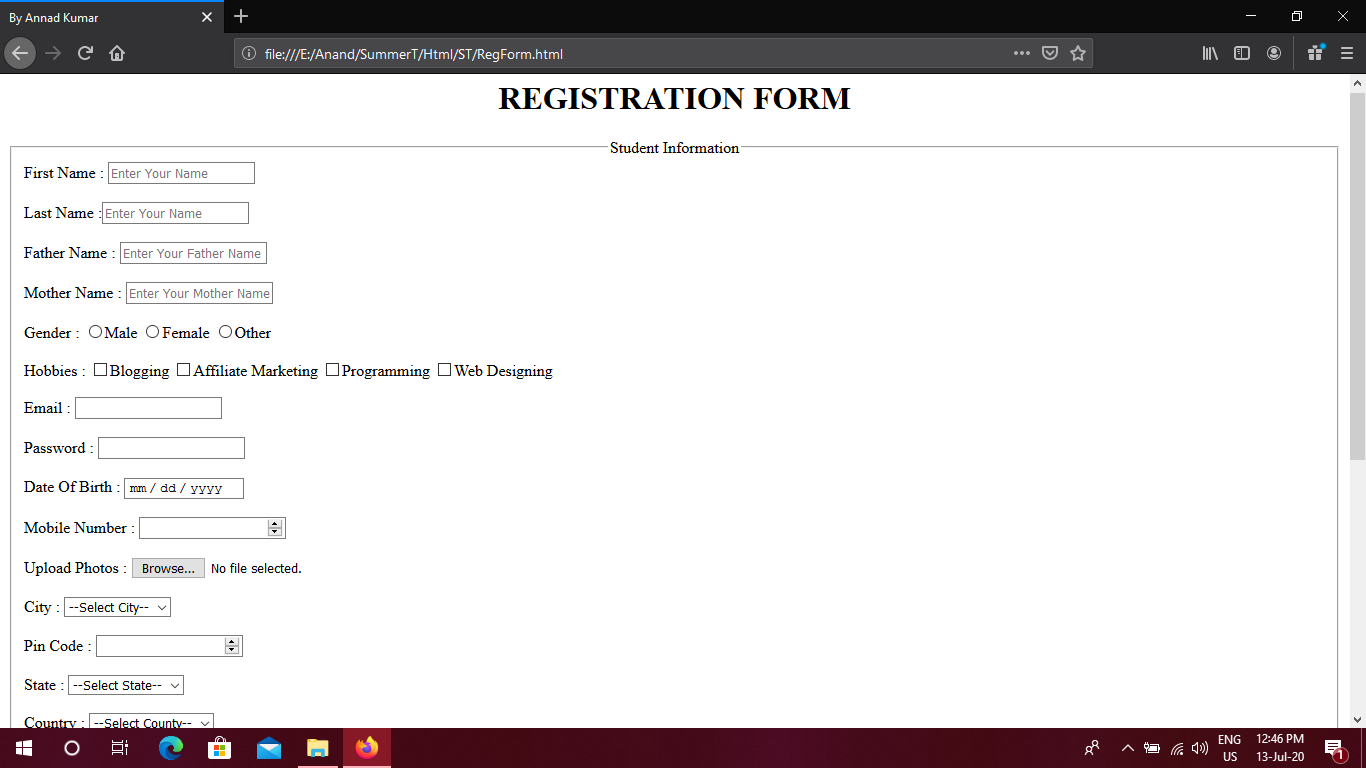 By Annad Kumar
file:///E:/Anand/SummerT/Html/ST/RegForm.html
REGISTRATION FORM
Student Information
First Name : Enter Your Name
Last Name :Enter Your Name
Father Name : Enter Your Father Name
Mother Name : Enter Your Mother Name
Gender : Male Female Other
Hobbies : Blogging Affiliate Marketing Programming Web Designing
Email :
Password :
Date Of Birth : mm / dd / yyyy
Mobile Number :
Upload Photos : Browse... No file selected.
City : --Select City--
Pin Code :
State : --Select State--
Country : --Select County--
ENG 12:46 PM
US 13-Jul-20 1